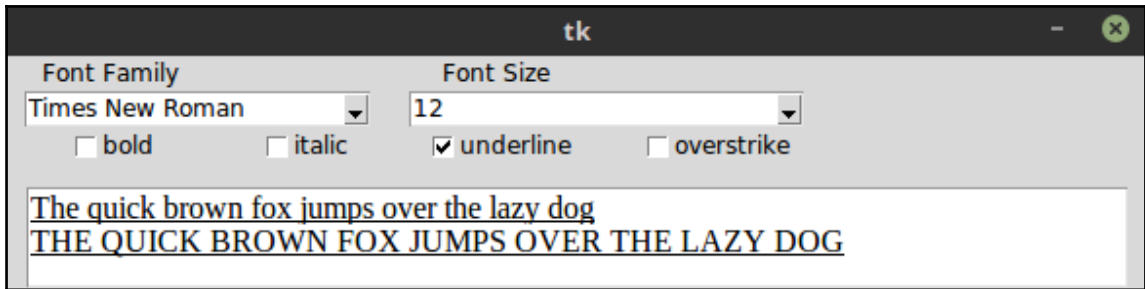 tk
Font Family Font Size
Times New Roman 12
bold italic underline overstrike
The quick brown fox jumps over the lazy dog
THE QUICK BROWN FOX JUMPS OVER THE LAZY DOG